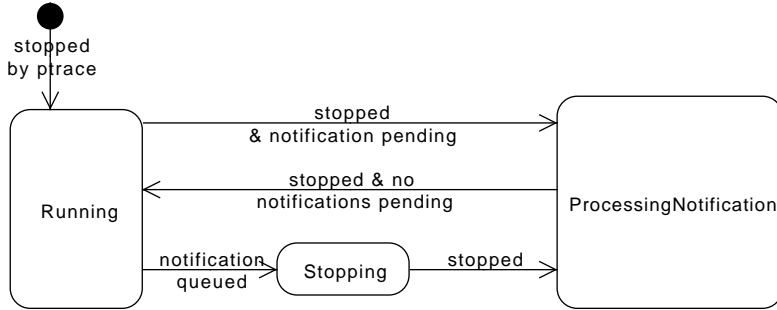 stopped
by ptrace
stopped
& notification pending
stopped & no
notifications pending
Running
ProcessingNotification
notification
queued
Stopping
stopped